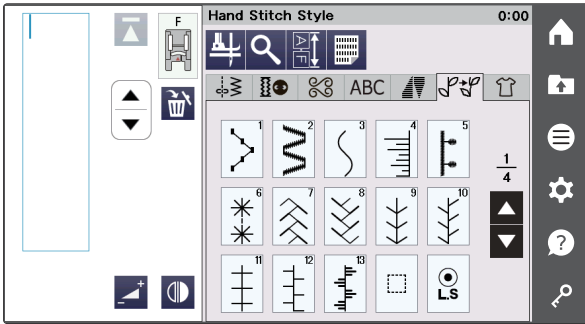 Hand Stitch Style 0:00
F
A
F
ABC
1 2 3 4 5
1
4
6 7 8 9 10
11 12 13
L.S
?